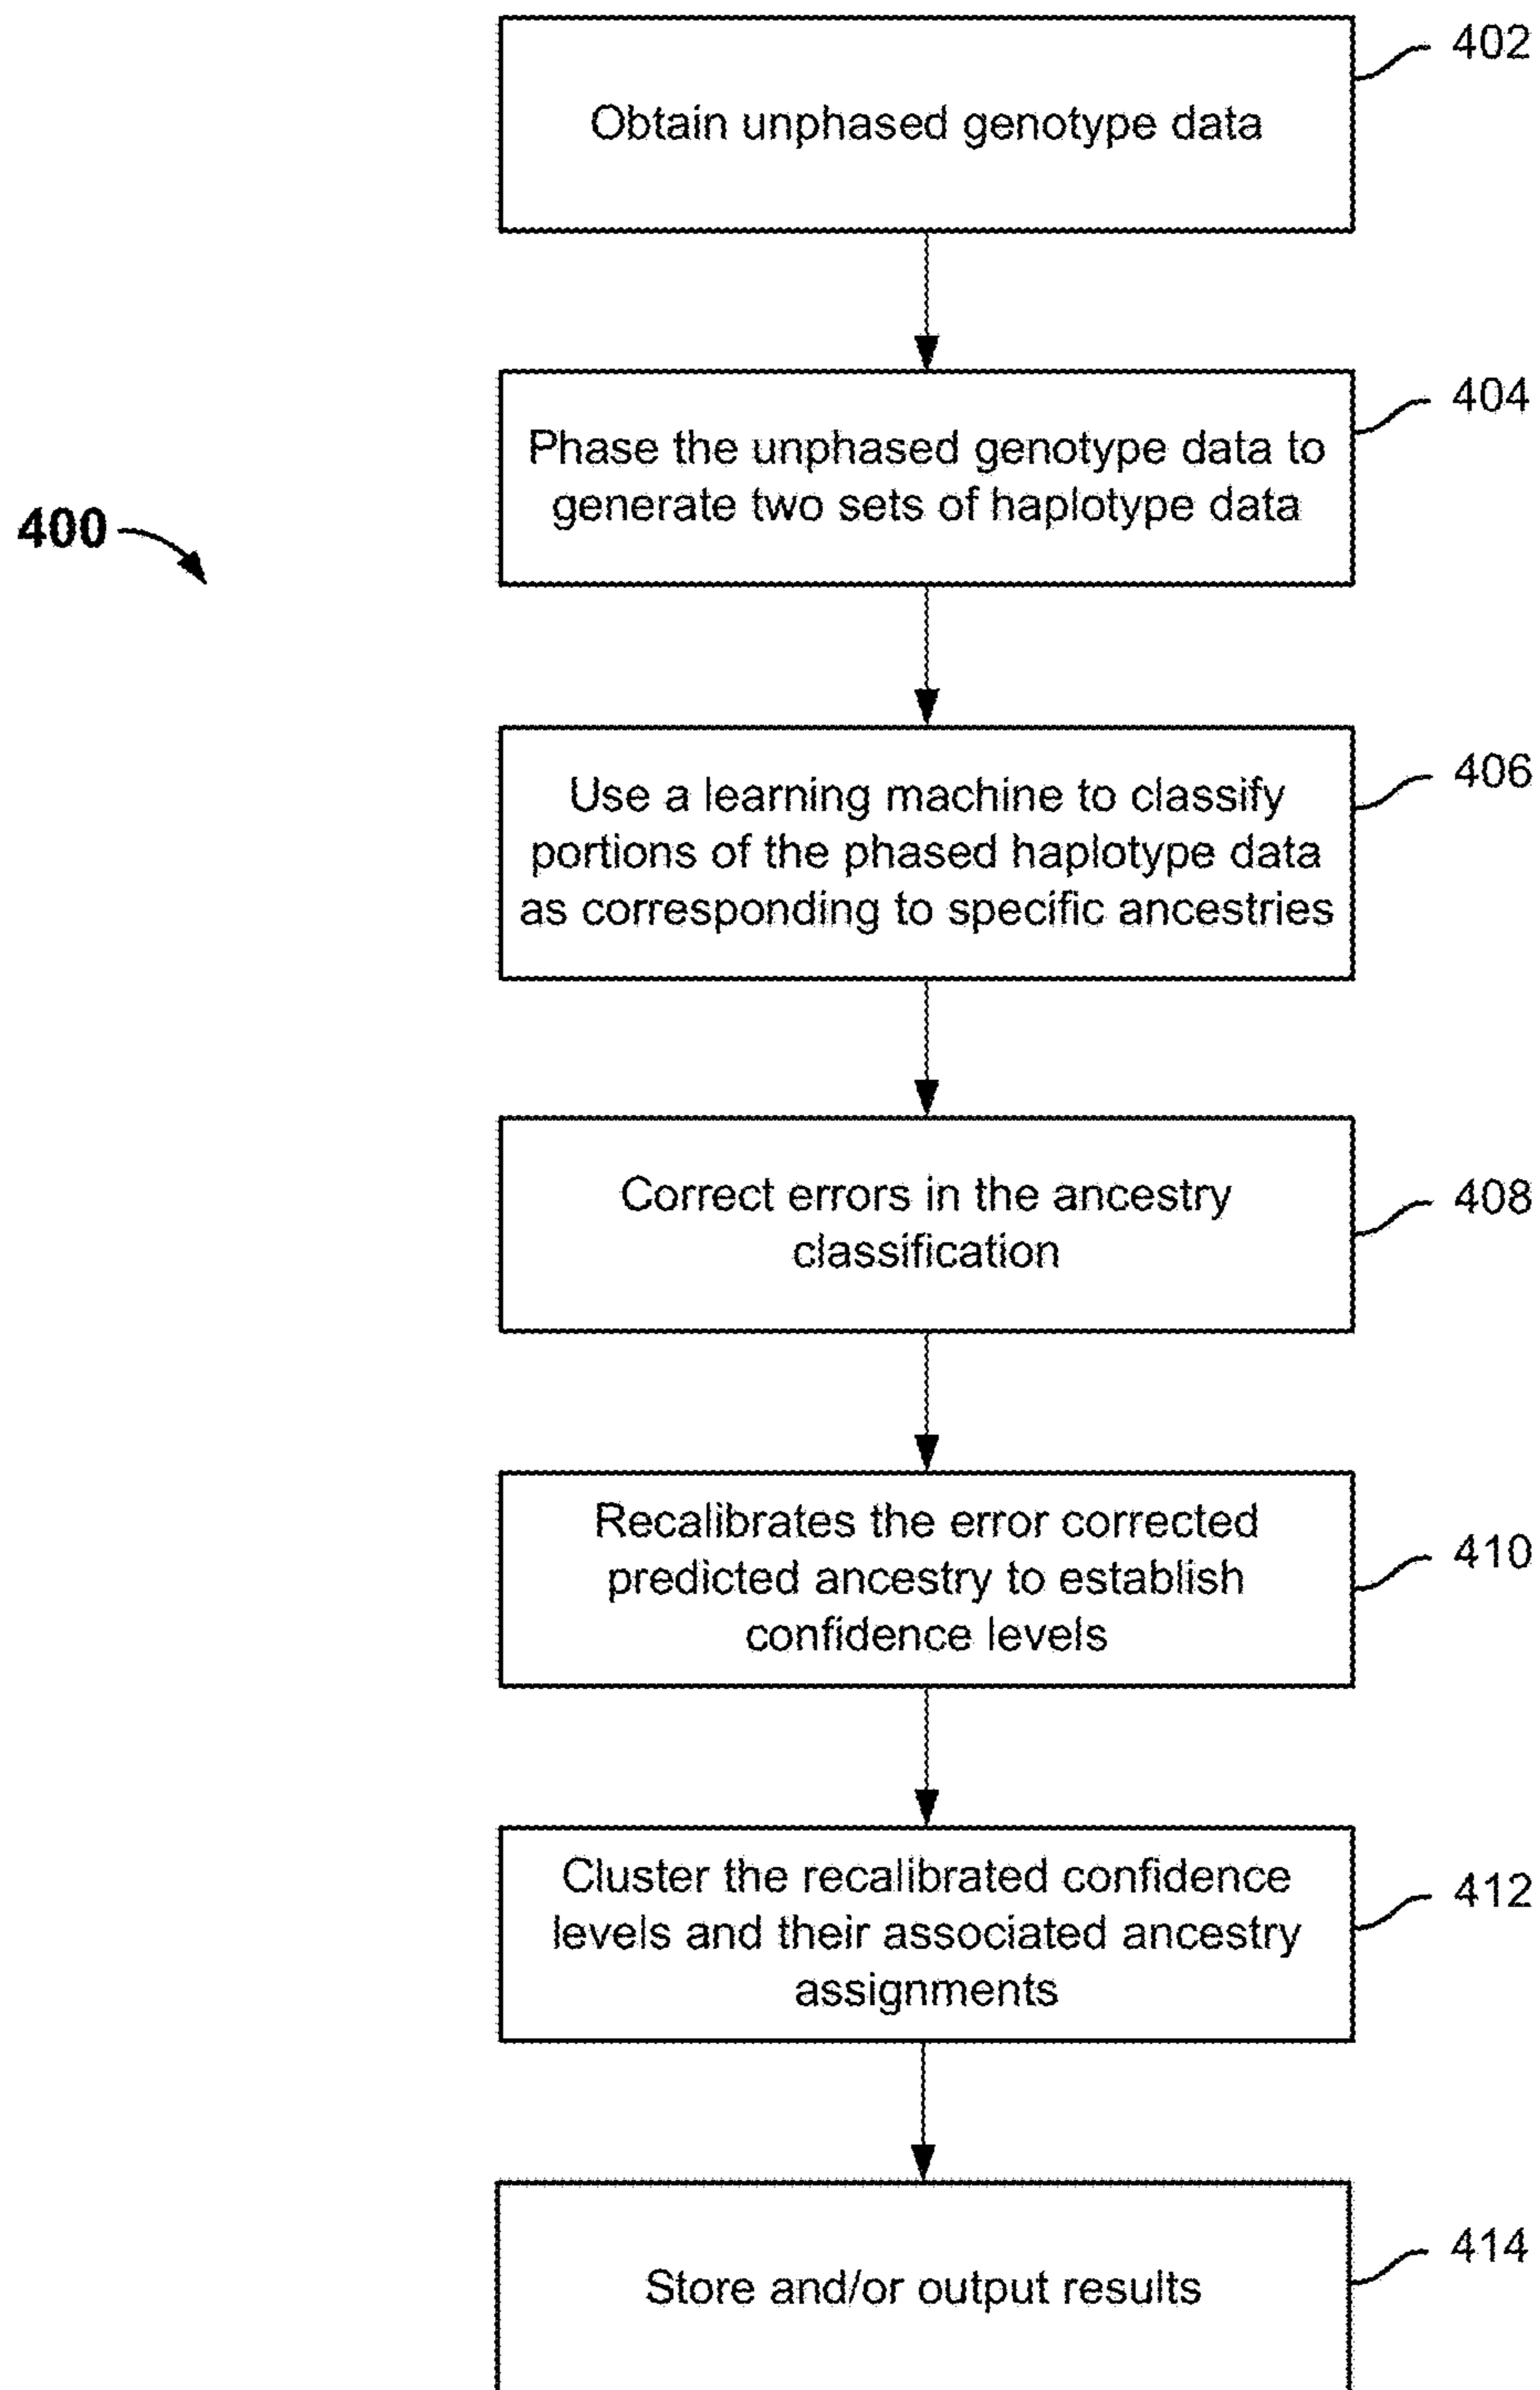 Obtain unphased genotype data
402
Phase the unphased genotype data to
generate two sets of haplotype data
404
400
Use a learning machine to classify
portions of the phased haplotype data
as corresponding to specific ancestries
406
Correct errors in the ancestry
classification
408
Recalibrates the error corrected
predicted ancestry to establish
confidence levels
410
Cluster the recalibrated confidence
levels and their associated ancestry
assignments
412
Store and/or output results
414